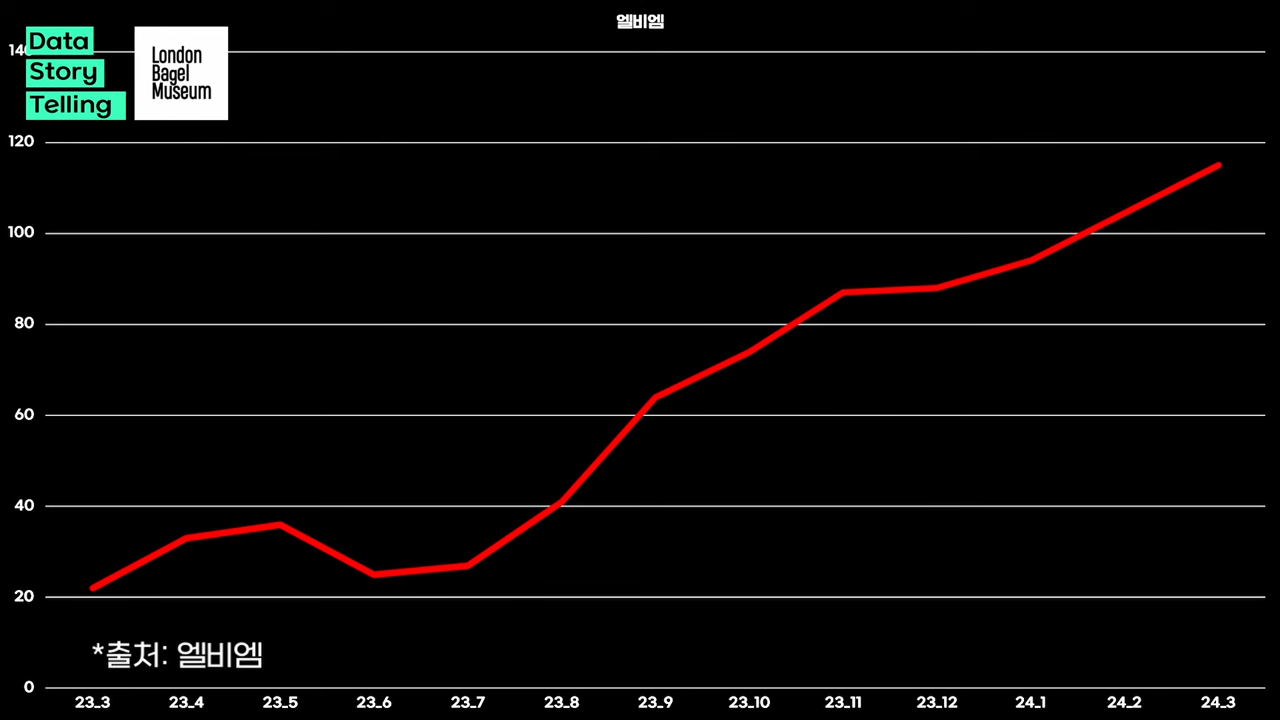 엘비엠
Data
Story
Telling
London
Bagel
Museum
140
120
100
80
60
40
20
0
*출처: 엘비엠
23_3 23_4 23_5 23_6 23_7 23_8 23_9 23_10 23_11 23_12 24_1 24_2 24_3